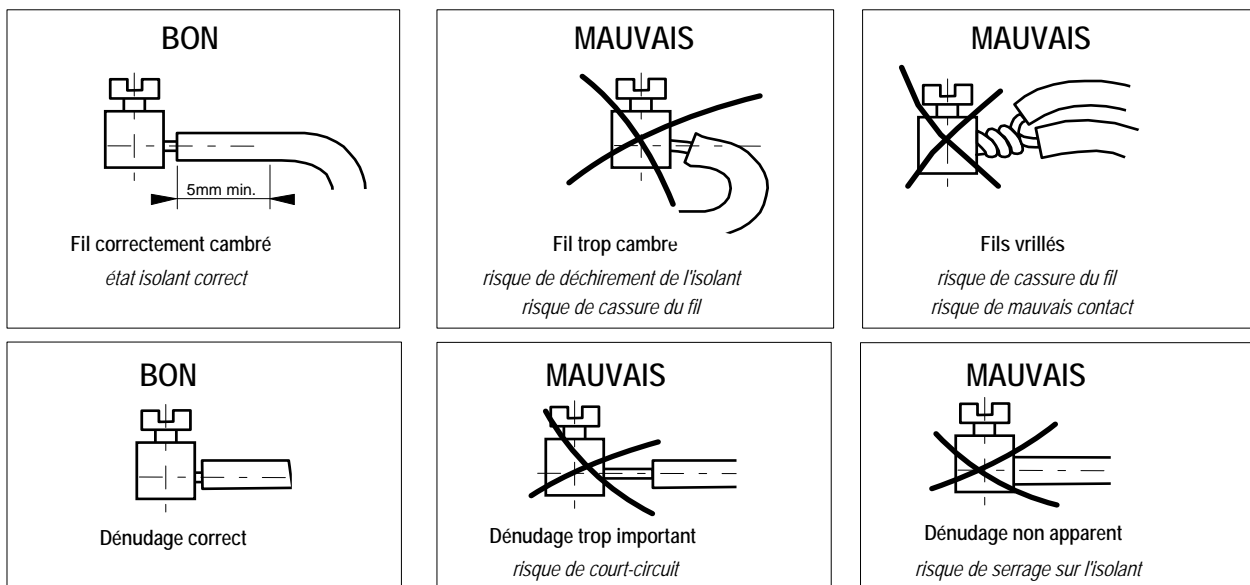 BON
5mm min.
Fil correctement cambré
état isolant correct
MAUVAIS
Fil trop cambre
risque de déchirement de l'isolant
risque de cassure du fil
MAUVAIS
Fils vrillés
risque de cassure du fil
risque de mauvais contact
BON
Dénudage correct
MAUVAIS
Dénudage trop important
risque de court-circuit
MAUVAIS
Dénudage non apparent
risque de serrage sur l'isolant